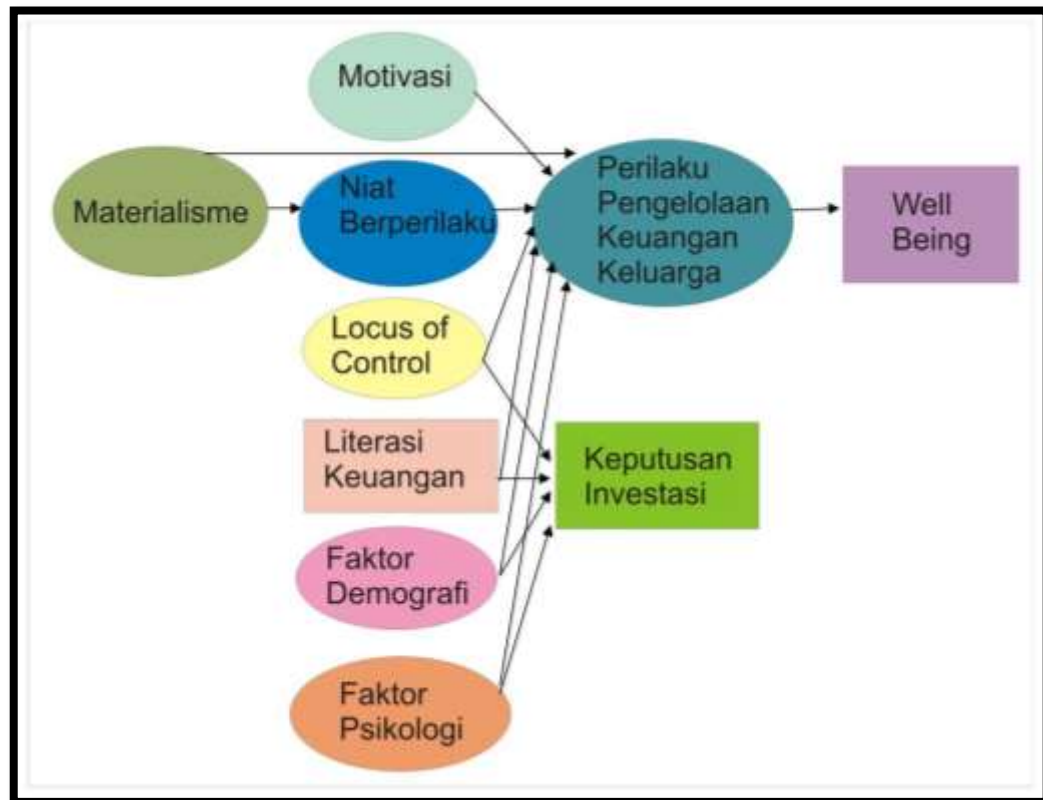 Motivasi
Materialisme
Niat
Berperilaku
Perilaku
Pengelolaan
Keuangan
Keluarga
Well
Being
Locus of
Control
Literasi
Keuangan
Keputusan
Investasi
Faktor
Demografi
Faktor
Psikologi